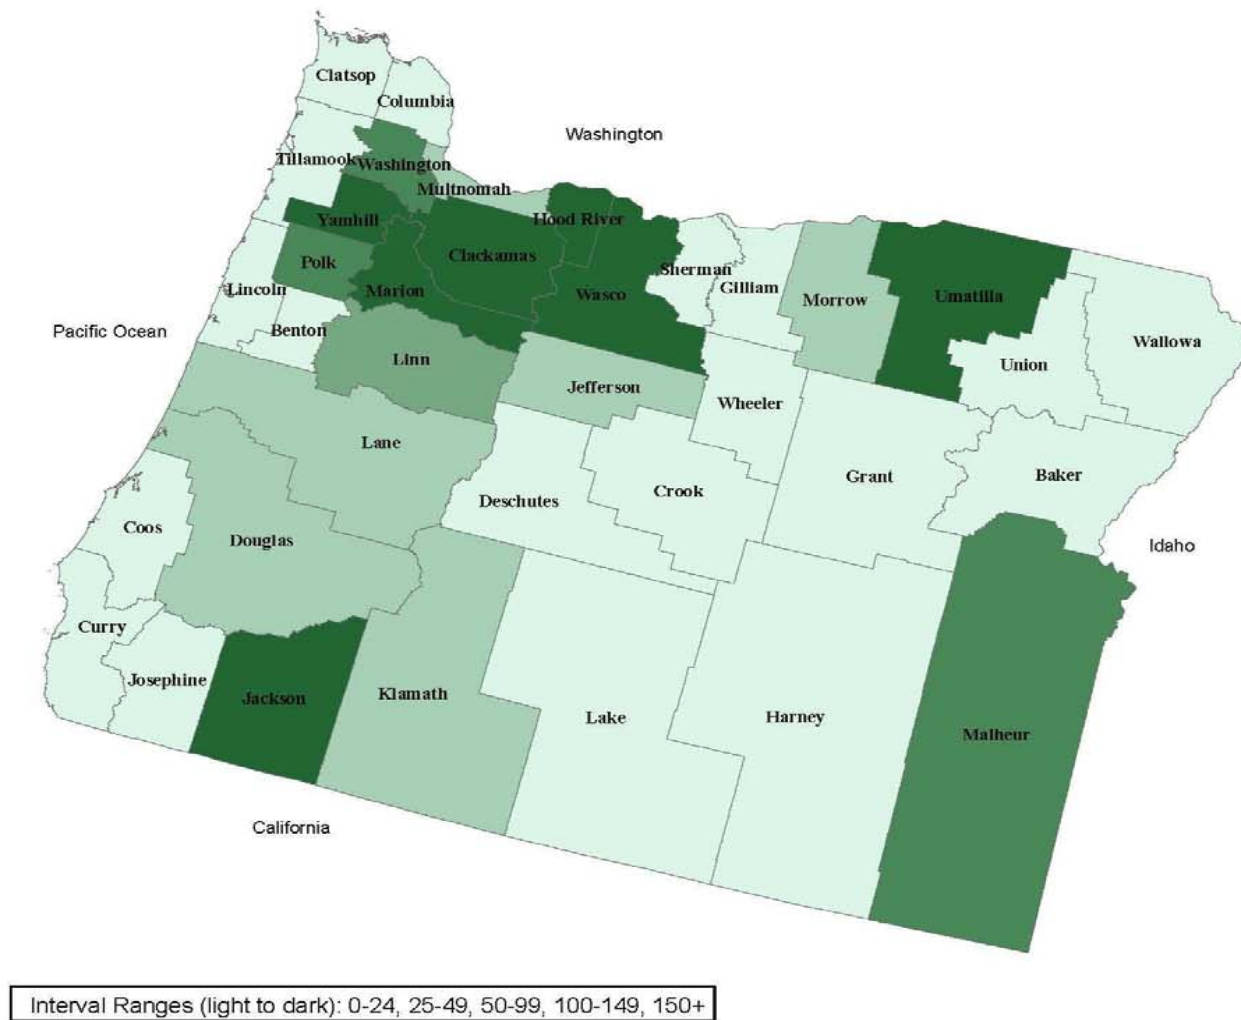 Clatsop
Columbia
Washington
Tillamook
Washington
Multnomah
Yamhill
Hood River
Clackamas
Polk
Marion
Wasco
Sherman
Gilliam
Morrow
Umatilla
Lincoln
Benton
Pacific Ocean
Linn
Jefferson
Wheeler
Union
Wallowa
Lane
Deschutes
Crook
Grant
Baker
Coos
Douglas
Idaho
Curry
Josephine
Jackson
Klamath
Lake
Harney
Malheur
California
Interval Ranges (light to dark): 0-24, 25-49, 50-99, 100-149, 150+